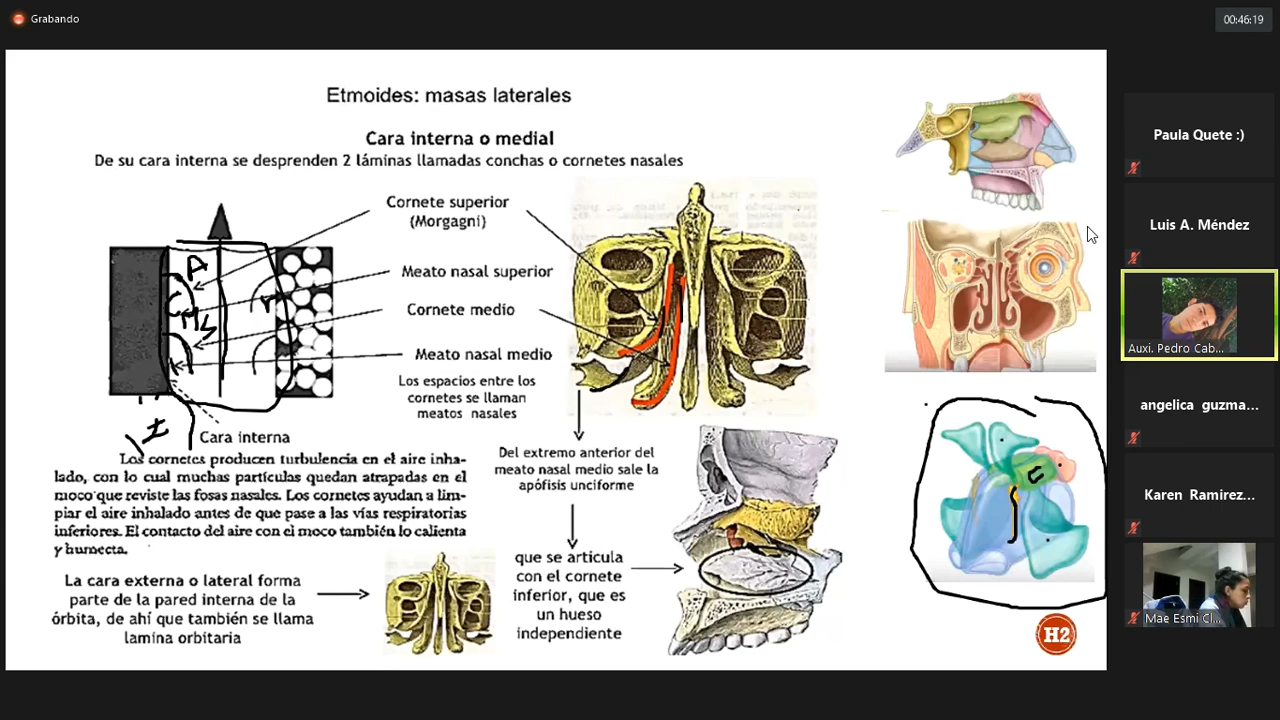 Grabando
00:46:19
Etmoides: masas laterales
Cara interna o medial
De su cara interna se desprenden 2 láminas llamadas conchas o cornetes nasales
Cornete superior
(Morgagni)
Meato nasal superior
Cornete medio
Meato nasal medio
Los espacios entre los
cornetes se llaman
meatos nasales
Cara interna
Los cornetes producen turbulencia en el aire inha-
lado, con lo cual muchas partículas quedan atrapadas en el
moco que reviste las fosas nasales. Los cornetes ayudan a lim-
piar el aire inhalado antes de que pase a las vías respiratorias
inferiores. El contacto del aire con el moco también lo calienta
y humecta.
Del extremo anterior del
meato nasal medio sale la
apófisis unciforme
que se articula
con el cornete
inferior, que es
un hueso
independiente
La cara externa o lateral forma
parte de la pared interna de la
órbita, de ahí que también se llama
lamina orbitaria
H2
Paula Quete :)
Luis A. Méndez
Auxi. Pedro Cab...
angelica guzma...
Karen Ramirez...
Mae Esmi Cl...